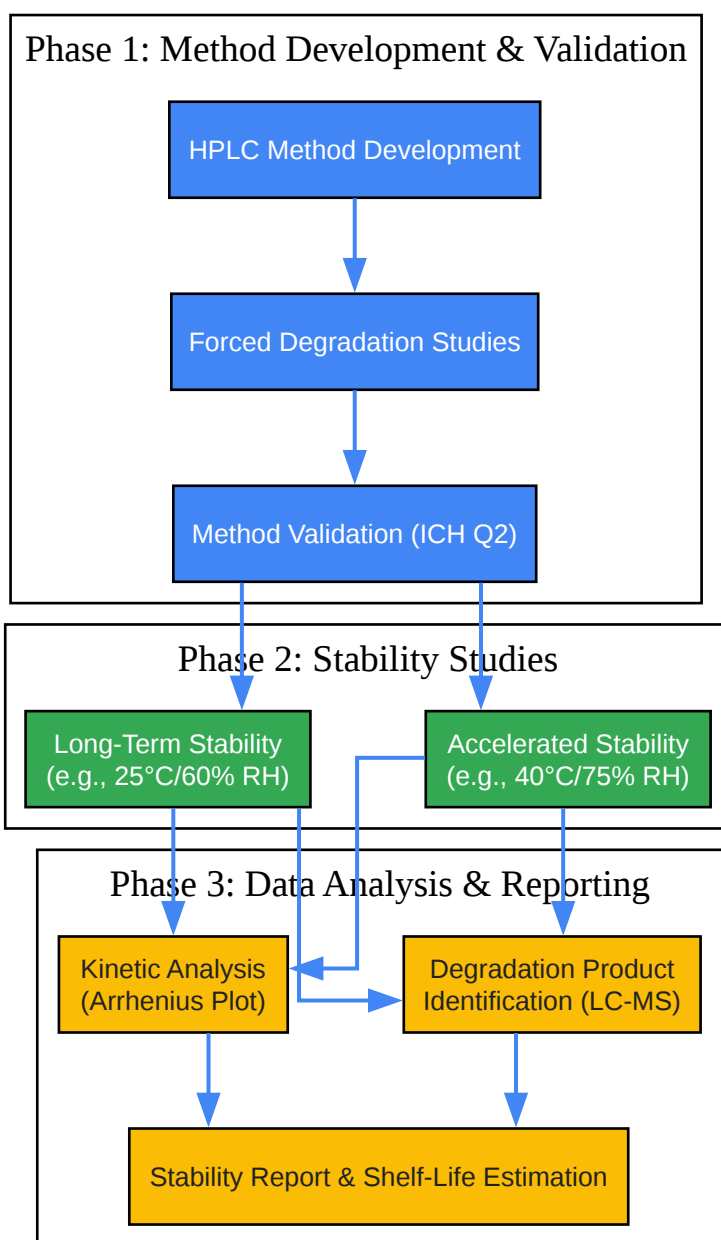 Phase 1: Method Development & Validation
HPLC Method Development
Forced Degradation Studies
Method Validation (ICH Q2)
Phase 2: Stability Studies
Long-Term Stability
(e.g., 25°C/60% RH)
Accelerated Stability
(e.g., 40°C/75% RH)
Phase 3: Data Analysis & Reporting
Kinetic Analysis
(Arrhenius Plot)
Degradation Product
Identification (LC-MS)
Stability Report & Shelf-Life Estimation